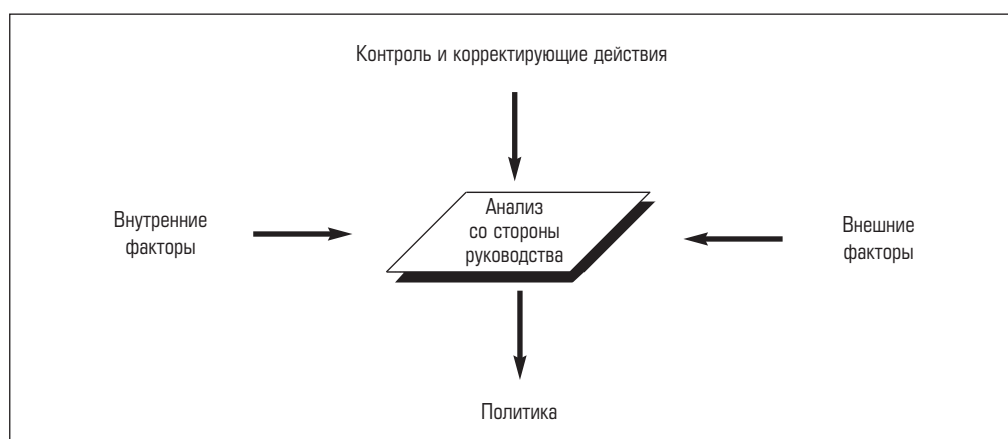 Контроль и корректирующие действия
Внутренние
факторы
Анализ
со стороны
руководства
Внешние
факторы
Политика